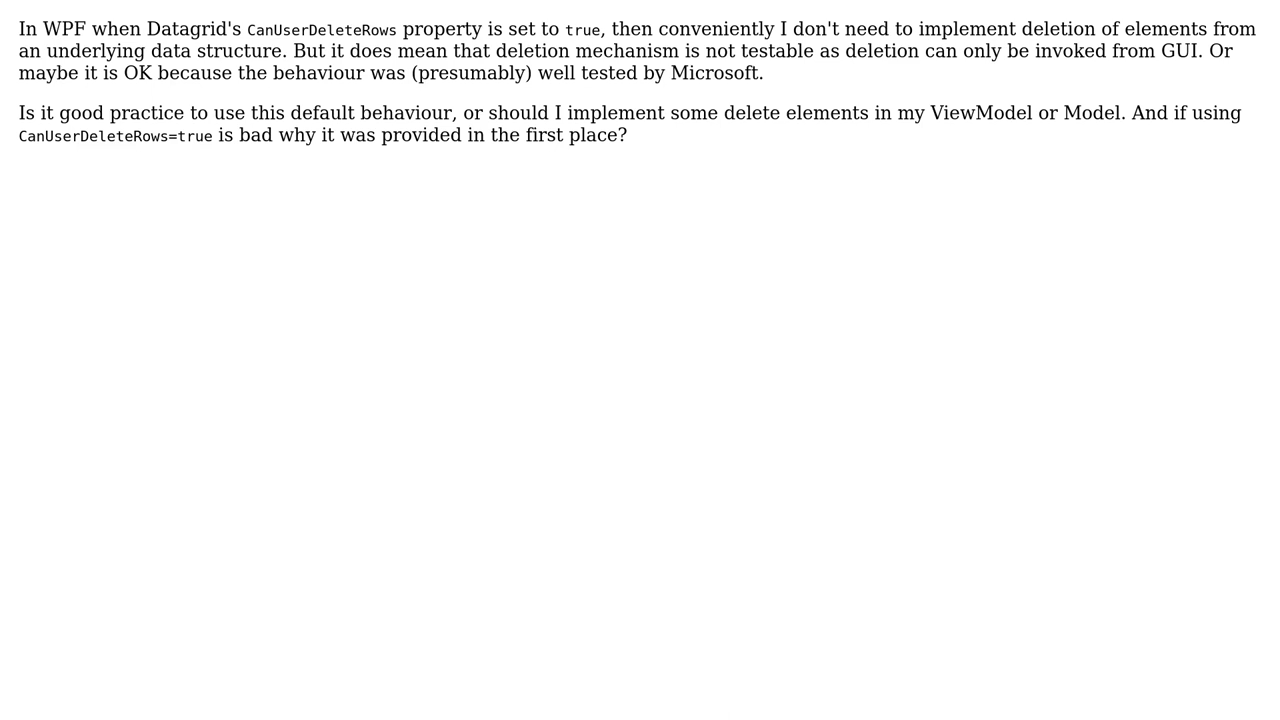 In WPF when Datagrid's CanUserDeleteRows property is set to true, then conveniently I don't need to implement deletion of elements from
an underlying data structure. But it does mean that deletion mechanism is not testable as deletion can only be invoked from GUI. Or
maybe it is OK because the behaviour was (presumably) well tested by Microsoft.
Is it good practice to use this default behaviour, or should I implement some delete elements in my ViewModel or Model. And if using
CanUserDeleteRows=true is bad why it was provided in the first place?